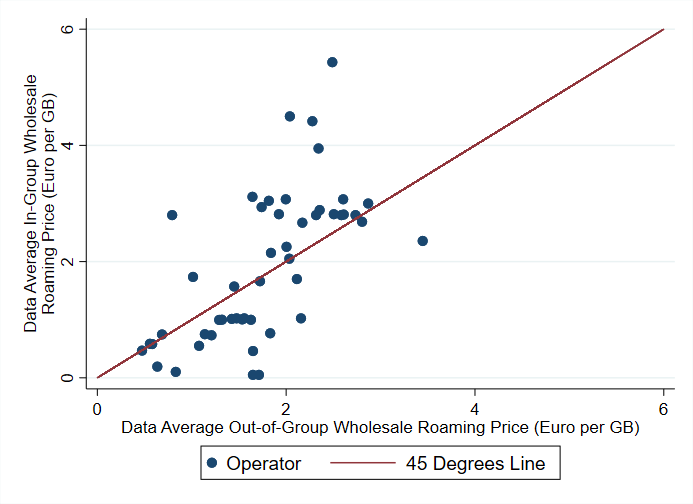 Data Average In-Group Wholesale
Roaming Price (Euro per GB)
6
4
2
0
0 2 4 6
Data Average Out-of-Group Wholesale Roaming Price (Euro per GB)
Operator 45 Degrees Line